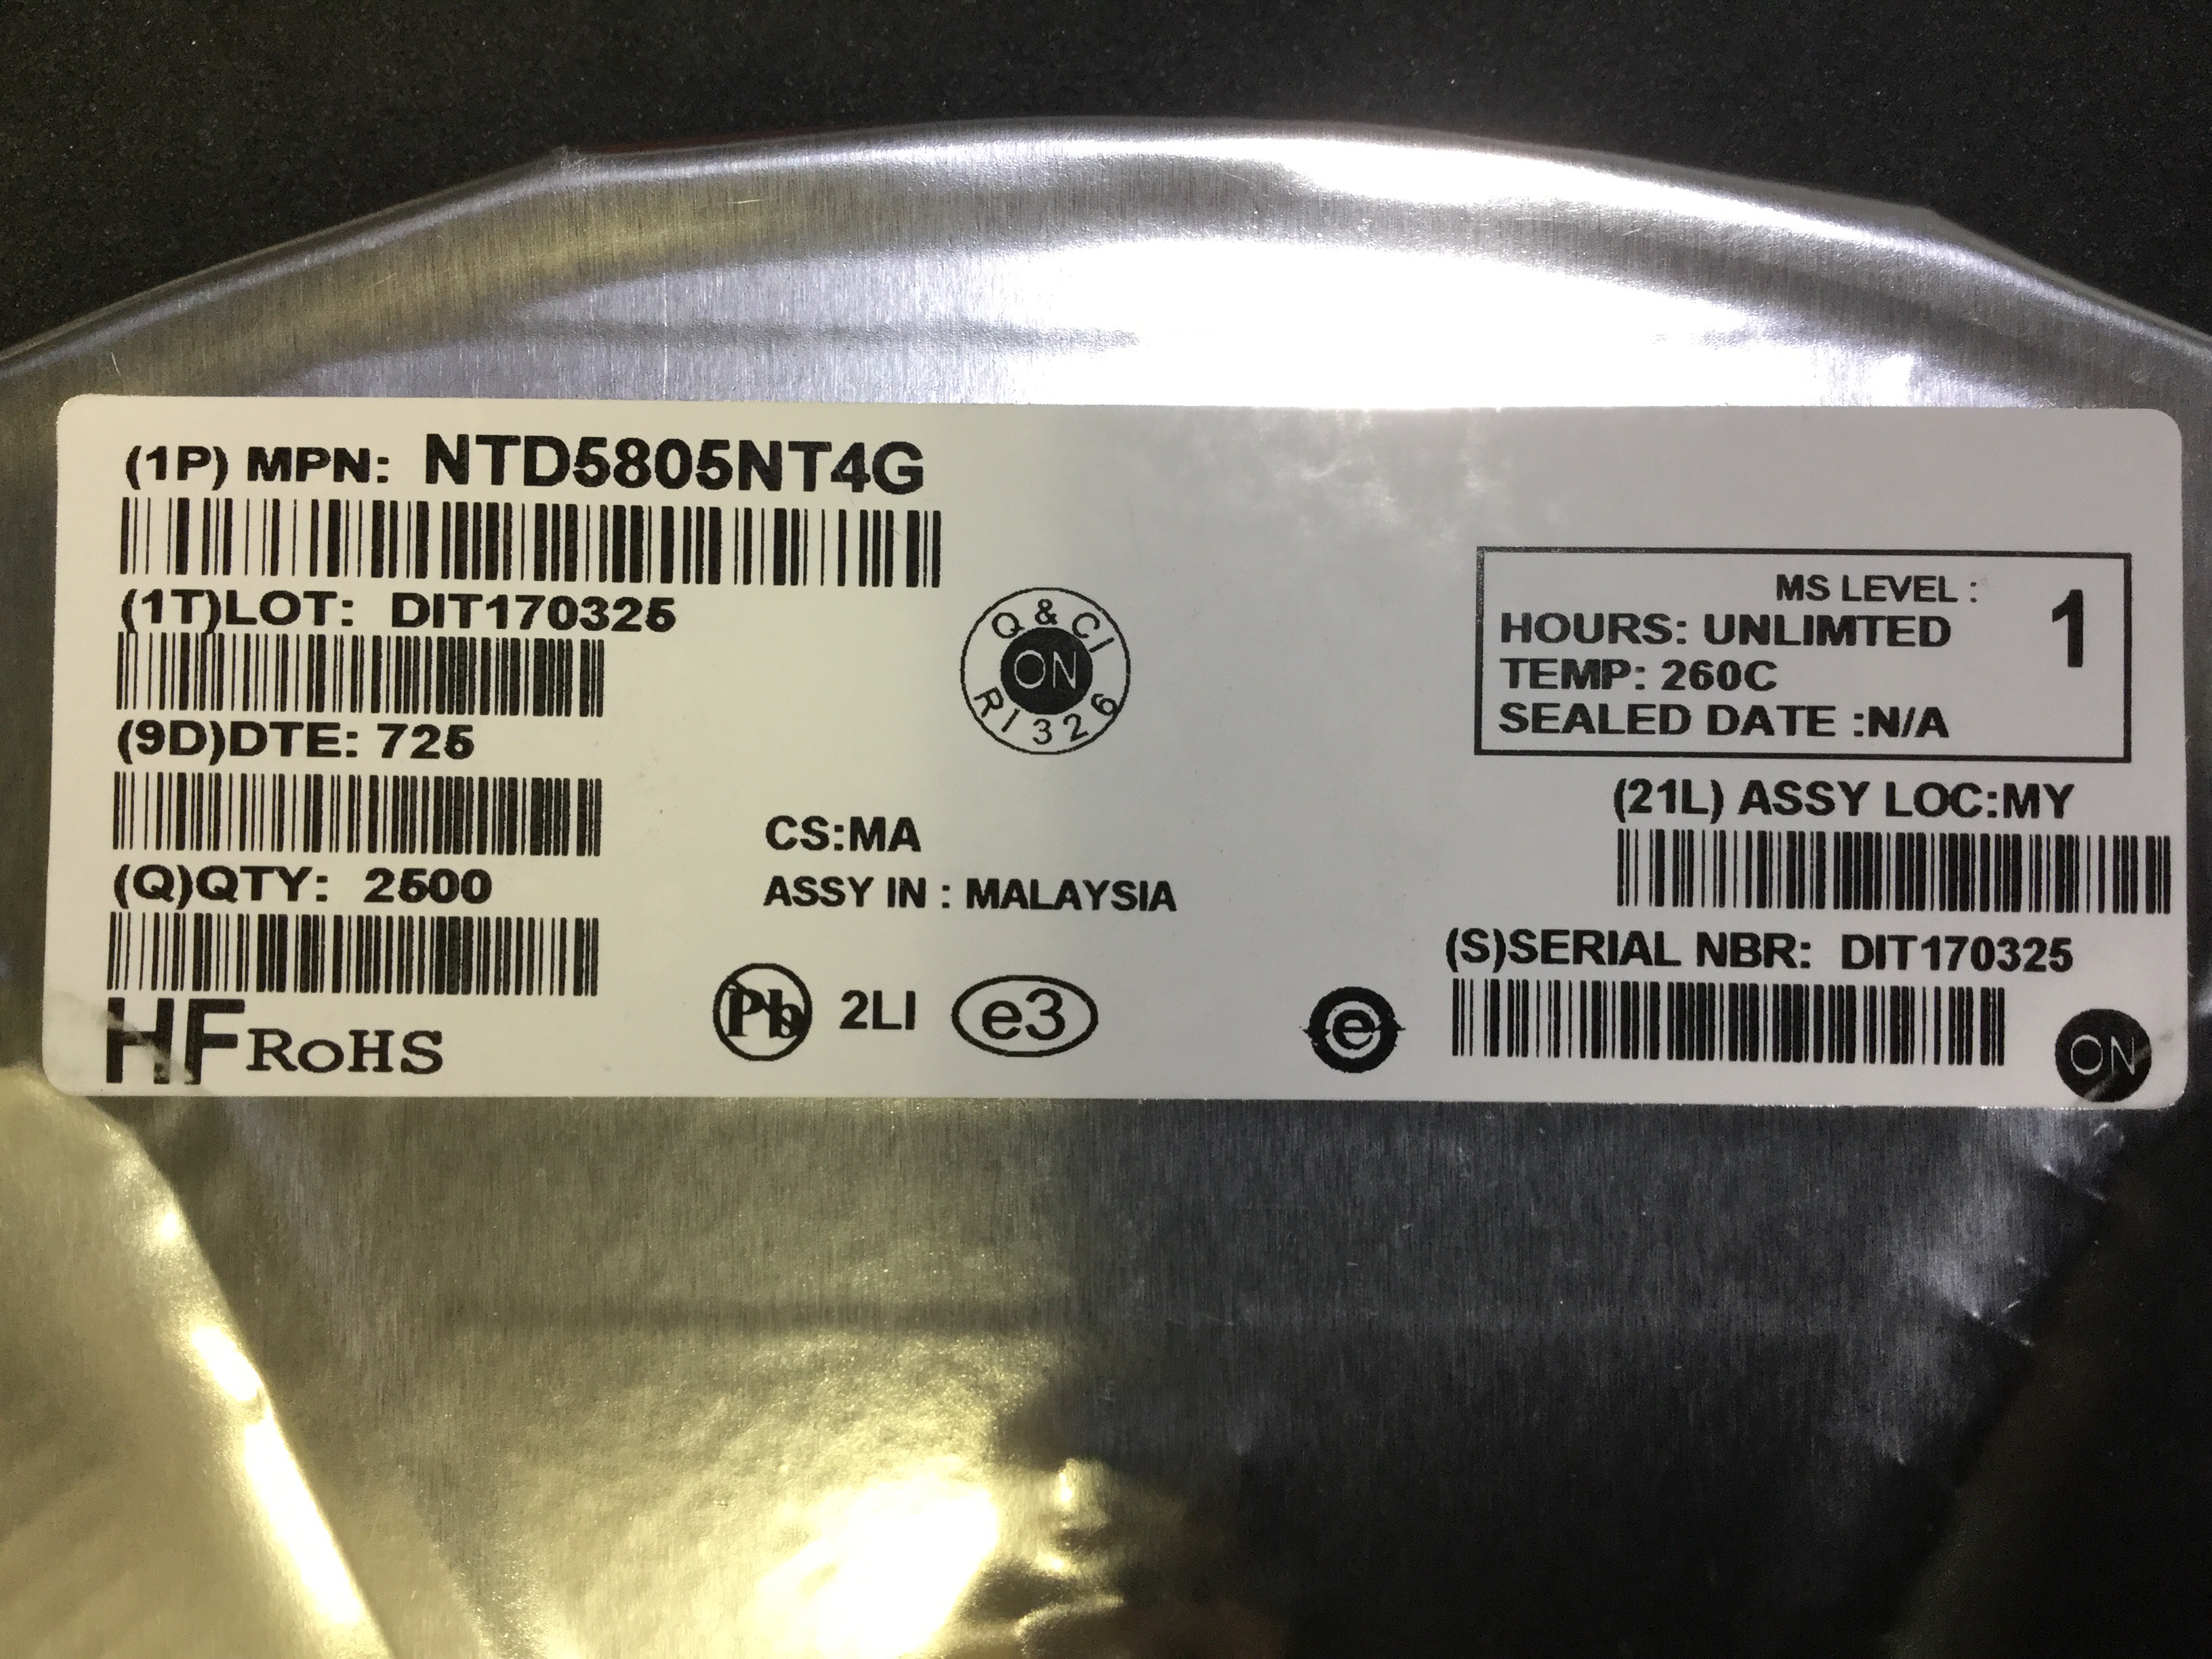 (1P) MPN: NTD5805NT4G
(1T)LOT: DIT170325
(9D)DTE: 725
(Q)QTY: 2500
HF RoHS
Q & CI
ON
R1326
CS:MA
ASSY IN : MALAYSIA
Pb
2LI
e3
MS LEVEL :
1
HOURS: UNLIMTED
TEMP: 260C
SEALED DATE :N/A
(21L) ASSY LOC:MY
(S)SERIAL NBR: DIT170325
e
ON